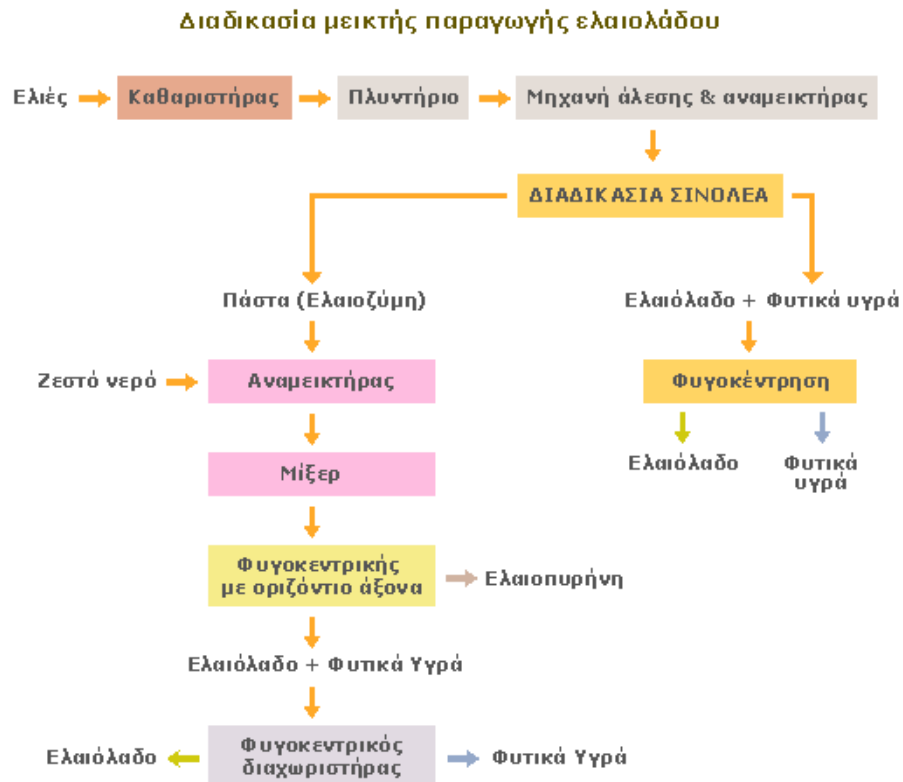 Διαδικασία μεικτής παραγωγής ελαιολάδου
Ελιές
Καθαριστήρας
Πλυντήριο
Μηχανή άλεσης & αναμεικτήρας
ΔΙΑΔΙΚΑΣΙΑ ΣΙΝΟΛΕΑ
Πάστα (Ελαιοζύμη)
Ελαιόλαδο + Φυτικά υγρά
Ζεστό νερό
Αναμεικτήρας
Φυγοκέντρηση
Μίξερ
Ελαιόλαδο
Φυτικά
υγρά
Φυγοκεντρικής
με οριζόντιο άξονα
Ελαιοπυρήνη
Ελαιόλαδο + Φυτικά Υγρά
Ελαιόλαδο
Φυγοκεντρικός
διαχωριστήρας
Φυτικά Υγρά